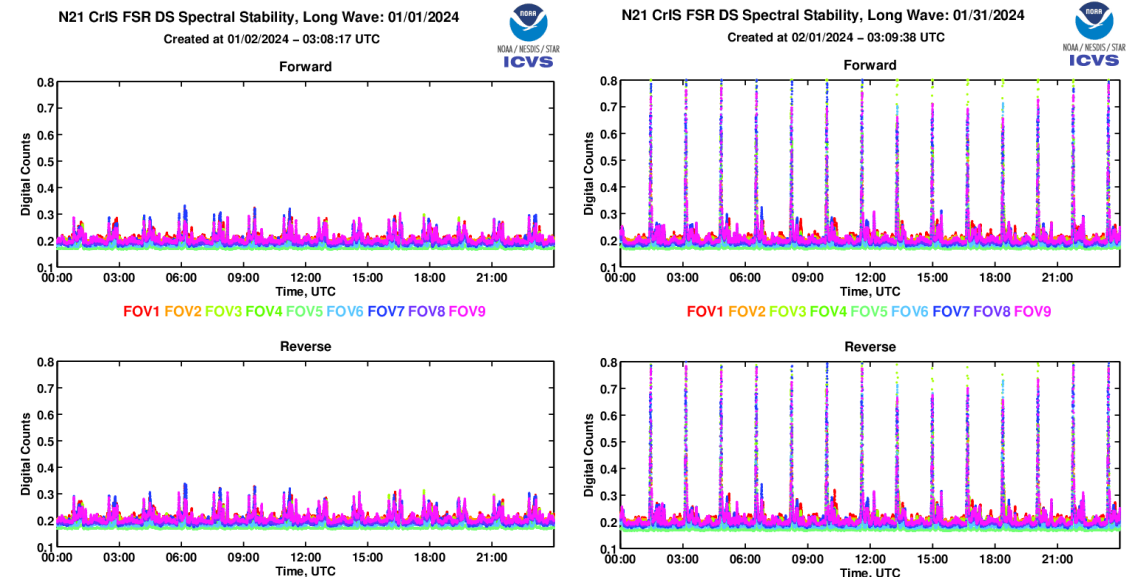 N21 CrIS FSR DS Spectral Stability, Long Wave: 01/01/2024
Created at 01/02/2024 − 03:08:17 UTC
NOAA
NOAA / NESDIS / STAR
ICVS
Forward
Digital Counts
0.8
0.7
0.6
0.5
0.4
0.3
0.2
0.1
00:00 03:00 06:00 09:00 12:00 15:00 18:00 21:00
Time, UTC
FOV1 FOV2 FOV3 FOV4 FOV5 FOV6 FOV7 FOV8 FOV9
Reverse
Digital Counts
0.8
0.7
0.6
0.5
0.4
0.3
0.2
0.1
00:00 03:00 06:00 09:00 12:00 15:00 18:00 21:00
Time, UTC
N21 CrIS FSR DS Spectral Stability, Long Wave: 01/31/2024
Created at 02/01/2024 − 03:09:38 UTC
NOAA
NOAA / NESDIS / STAR
ICVS
Forward
Digital Counts
0.8
0.7
0.6
0.5
0.4
0.3
0.2
0.1
00:00 03:00 06:00 09:00 12:00 15:00 18:00 21:00
Time, UTC
FOV1 FOV2 FOV3 FOV4 FOV5 FOV6 FOV7 FOV8 FOV9
Reverse
Digital Counts
0.8
0.7
0.6
0.5
0.4
0.3
0.2
0.1
00:00 03:00 06:00 09:00 12:00 15:00 18:00 21:00
Time, UTC